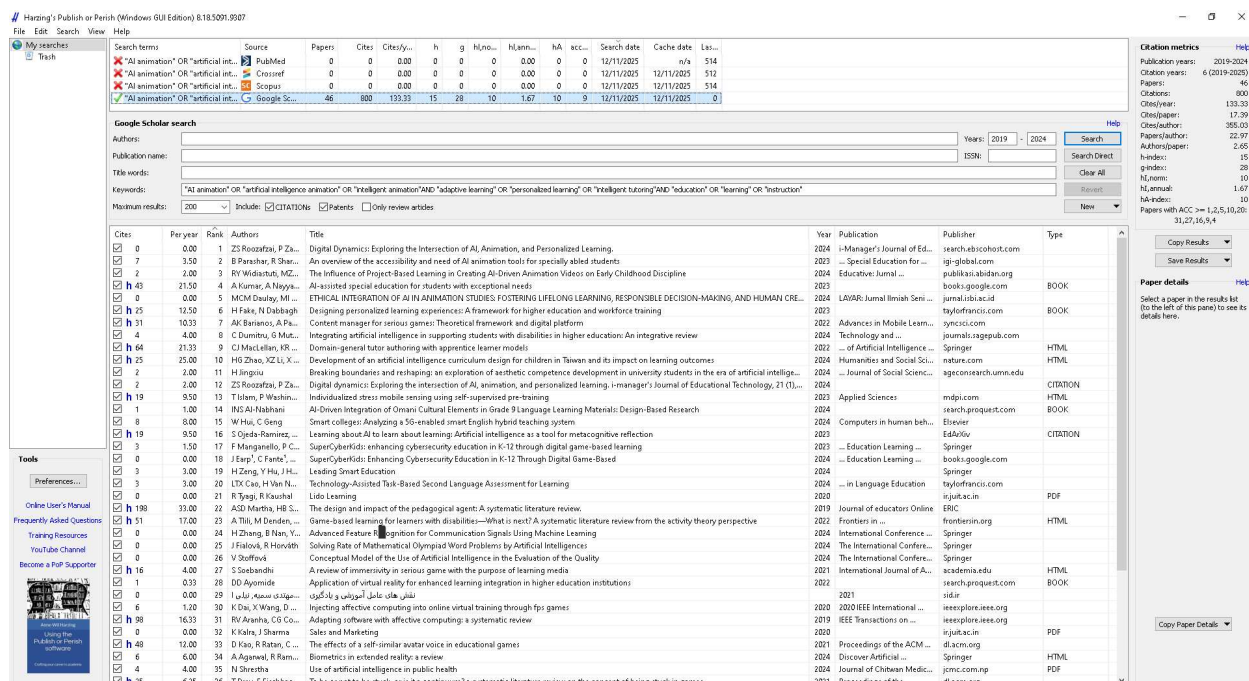 Harzing's Publish or Perish (Windows GUI Edition) 8.18.5091.9307
File Edit Search View Help
My searches
Trash
Search terms Source Papers Cites Cites/y... h g hI,no... hI,ann... hA acc... Search date Cache date Las...
"AI animation" OR "artificial int... PubMed 0 0 0.00 0 0 0 0.00 0 0 12/11/2025 n/a 514
"AI animation" OR "artificial int... Crossref 0 0 0.00 0 0 0 0.00 0 0 12/11/2025 12/11/2025 512
"AI animation" OR "artificial int... Scopus 0 0 0.00 0 0 0 0.00 0 0 12/11/2025 12/11/2025 514
"AI animation" OR "artificial int... Google Sc... 46 800 133.33 15 28 10 1.67 10 9 12/11/2025 12/11/2025 0
Google Scholar search Help
Authors: Years: 2019 - 2024 Search
Publication name: ISSN: Search Direct
Title words: Clear All
Keywords: "AI animation" OR "artificial intelligence animation" OR "intelligent animation"AND "adaptive learning" OR "personalized learning" OR "intelligent tutoring"AND "education" OR "learning" OR "instruction" Revert
Maximum results: 200 Include: CITATIONs Patents Only review articles New
Cites Per year Rank Authors Title Year Publication Publisher Type
0 0.00 1 ZS Roozafzai, P Za... Digital Dynamics: Exploring the Intersection of AI, Animation, and Personalized Learning. 2024 i-Manager's Journal of Ed... search.ebscohost.com
7 3.50 2 B Parashar, R Shar... An overview of the accessibility and need of AI animation tools for specially abled students 2023 ... Special Education for ... igi-global.com
2 2.00 3 RY Widiastuti, MZ... The Influence of Project-Based Learning in Creating AI-Driven Animation Videos on Early Childhood Discipline 2024 Educative: Jurnal ... publikasi.abidan.org
h 43 21.50 4 A Kumar, A Nayya... AI-assisted special education for students with exceptional needs 2023 books.google.com BOOK
0 0.00 5 MCM Daulay, MI ... ETHICAL INTEGRATION OF AI IN ANIMATION STUDIES: FOSTERING LIFELONG LEARNING, RESPONSIBLE DECISION-MAKING, AND HUMAN CRE... 2024 LAYAR: Jurnal Ilmiah Seni ... jurnal.isbi.ac.id
h 25 12.50 6 H Fake, N Dabbagh Designing personalized learning experiences: A framework for higher education and workforce training 2023 taylorfrancis.com BOOK
h 31 10.33 7 AK Barianos, A Pa... Content manager for serious games: Theoretical framework and digital platform 2022 Advances in Mobile Learn... syncsci.com
4 4.00 8 C Dumitru, G Mut... Integrating artificial intelligence in supporting students with disabilities in higher education: An integrative review 2024 Technology and ... journals.sagepub.com
h 64 21.33 9 CJ MacLellan, KR ... Domain-general tutor authoring with apprentice learner models 2022 ... of Artificial Intelligence ... Springer HTML
h 25 25.00 10 HG Zhao, XZ Li, X ... Development of an artificial intelligence curriculum design for children in Taiwan and its impact on learning outcomes 2024 Humanities and Social Sci... nature.com HTML
2 2.00 11 H Jingxiu Breaking boundaries and reshaping: an exploration of aesthetic competence development in university students in the era of artificial intellige... 2024 ... Journal of Social Scienc... ageconsearch.umn.edu
2 2.00 12 ZS Roozafzai, P Za... Digital dynamics: Exploring the intersection of AI, animation, and personalized learning. i-manager's Journal of Educational Technology, 21 (1),... 2024 CITATION
h 19 9.50 13 T Islam, P Washin... Individualized stress mobile sensing using self-supervised pre-training 2023 Applied Sciences mdpi.com HTML
1 1.00 14 INS Al-Nabhani AI-Driven Integration of Omani Cultural Elements in Grade 9 Language Learning Materials: Design-Based Research 2024 search.proquest.com BOOK
8 8.00 15 W Hui, C Geng Smart colleges: Analyzing a 5G-enabled smart English hybrid teaching system 2024 Computers in human beh... Elsevier
h 19 9.50 16 S Ojeda-Ramirez, ... Learning about AI to learn about learning: Artificial intelligence as a tool for metacognitive reflection 2023 EdArXiv CITATION
3 1.50 17 F Manganello, P C... SuperCyberKids: enhancing cybersecurity education in K-12 through digital game-based learning 2023 ... Education Learning ... Springer
0 0.00 18 J Earp¹, C Fante¹, ... SuperCyberKids: Enhancing Cybersecurity Education in K-12 Through Digital Game-Based 2024 ... Education Learning ... books.google.com
3 3.00 19 H Zeng, Y Hu, J H... Leading Smart Education 2024 Springer
3 3.00 20 LTX Cao, H Van N... Technology-Assisted Task-Based Second Language Assessment for Learning 2024 ... in Language Education taylorfrancis.com
0 0.00 21 R Tyagi, R Kaushal Lido Learning 2020 ir.juit.ac.in PDF
h 198 33.00 22 ASD Martha, HB S... The design and impact of the pedagogical agent: A systematic literature review. 2019 Journal of educators Online ERIC
h 51 17.00 23 A Tlili, M Denden, ... Game-based learning for learners with disabilities—What is next? A systematic literature review from the activity theory perspective 2022 Frontiers in ... frontiersin.org HTML
0 0.00 24 H Zhang, B Nan, Y... Advanced Feature R ognition for Communication Signals Using Machine Learning 2024 International Conference ... Springer
0 0.00 25 J Fialová, R Horváth Solving Rate of Mathematical Olympiad Word Problems by Artificial Intelligences 2024 The International Confere... Springer
0 0.00 26 V Stoffová Conceptual Model of the Use of Artificial Intelligence in the Evaluation of the Quality 2024 The International Confere... Springer
h 16 4.00 27 S Soebandhi A review of immersivity in serious game with the purpose of learning media 2021 International Journal of A... academia.edu HTML
1 0.33 28 DD Ayomide Application of virtual reality for enhanced learning integration in higher education institutions 2022 search.proquest.com BOOK
0 0.00 29 مهتدی سمیه, نیلی ا... نقش های عامل آموزشی و یادگیری 2021 sid.ir
6 1.20 30 K Dai, X Wang, D ... Injecting affective computing into online virtual training through fps games 2020 2020 IEEE International ... ieeexplore.ieee.org
h 98 16.33 31 RV Aranha, CG Co... Adapting software with affective computing: a systematic review 2019 IEEE Transactions on ... ieeexplore.ieee.org
0 0.00 32 K Kalra, J Sharma Sales and Marketing 2020 ir.juit.ac.in PDF
h 48 12.00 33 D Kao, R Ratan, C ... The effects of a self-similar avatar voice in educational games 2021 Proceedings of the ACM ... dl.acm.org
6 6.00 34 A Agarwal, R Ram... Biometrics in extended reality: a review 2024 Discover Artificial ... Springer HTML
4 4.00 35 N Shrestha Use of artificial intelligence in public health 2024 Journal of Chitwan Medic... jcmc.com.np PDF
Citation metrics Help
Publication years: 2019-2024
Citation years: 6 (2019-2025)
Papers: 46
Citations: 800
Cites/year: 133.33
Cites/paper: 17.39
Cites/author: 355.03
Papers/author: 22.97
Authors/paper: 2.65
h-index: 15
g-index: 28
hI,norm: 10
hI,annual: 1.67
hA-index: 10
Papers with ACC >= 1,2,5,10,20:
31,27,16,9,4
Copy Results
Save Results
Paper details Help
Select a paper in the results list
(to the left of this pane) to see its
details here.
Copy Paper Details
Tools
Preferences...
Online User's Manual
Frequently Asked Questions
Training Resources
YouTube Channel
Become a PoP Supporter
Anne-Wil Harzing
Using the
Publish or Perish
software